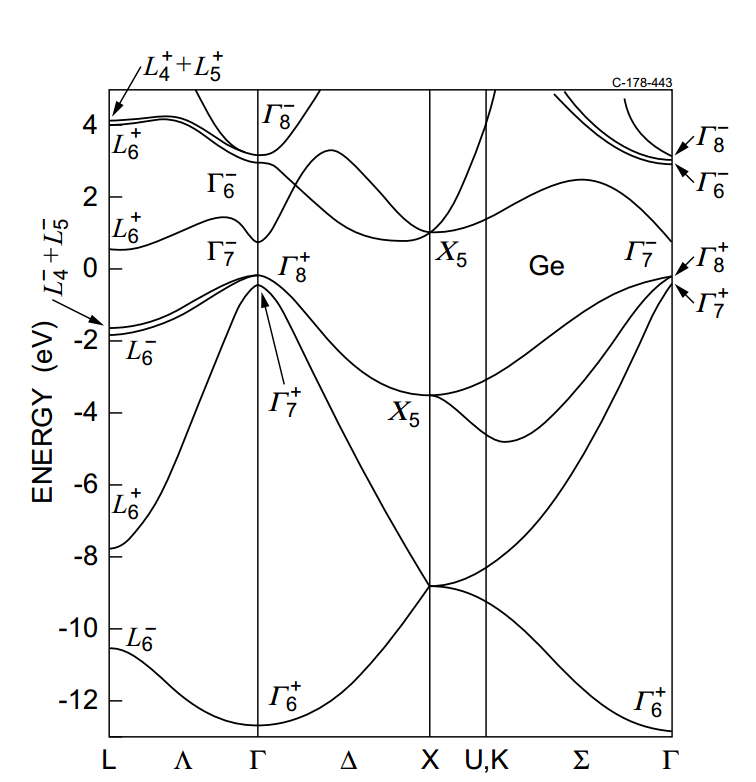 L₄⁺+L₅⁺
C-178-443
4
Γ₈⁻
L₆⁺
Γ₈⁻
Γ₆⁻
Γ₆⁻
2
L₆⁺
Γ₇⁻
X₅
Ge
Γ₇⁻
Γ₈⁺
0
Γ₈⁺
L₄⁻+L₅⁻
Γ₇⁺
-2
L₆⁻
ENERGY (eV)
-4
Γ₇⁺
X₅
-6
L₆⁺
-8
-10
L₆⁻
-12
Γ₆⁺
Γ₆⁺
L Λ Γ Δ X U,K Σ Γ